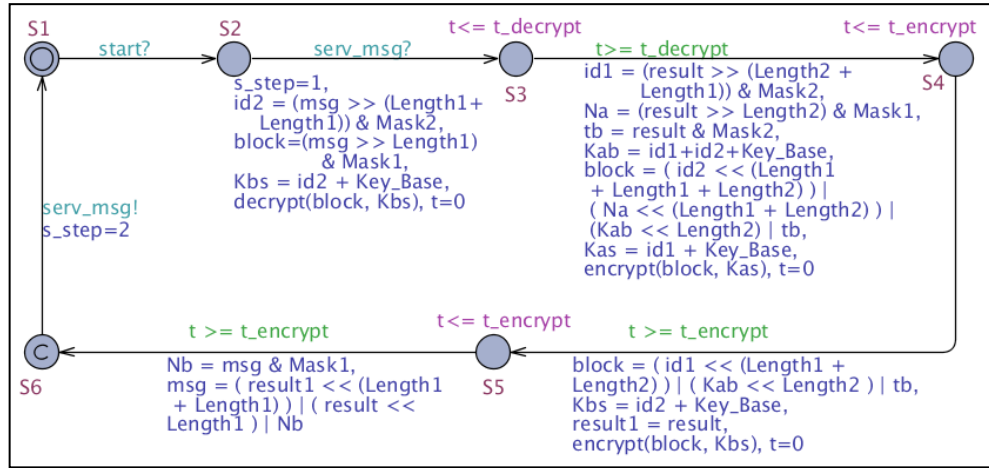 S1
start?
S2
serv_msg?
t<= t_decrypt
S3
t>= t_decrypt
t<= t_encrypt
S4
s_step=1,
id2 = (msg >> (Length1+
Length1)) & Mask2,
block=(msg >> Length1)
& Mask1,
Kbs = id2 + Key_Base,
decrypt(block, Kbs), t=0
id1 = (result >> (Length2 +
Length1)) & Mask2,
Na = (result >> Length2) & Mask1,
tb = result & Mask2,
Kab = id1+id2+Key_Base,
block = ( id2 << (Length1
+ Length1 + Length2) ) |
( Na << (Length1 + Length2) ) |
(Kab << Length2) | tb,
Kas = id1 + Key_Base,
encrypt(block, Kas), t=0
serv_msg!
s_step=2
S6
t >= t_encrypt
Nb = msg & Mask1,
msg = ( result1 << (Length1
+ Length1) ) | ( result <<
Length1 ) | Nb
t<= t_encrypt
S5
t >= t_encrypt
block = ( id1 << (Length1 +
Length2) ) | ( Kab << Length2 ) | tb,
Kbs = id2 + Key_Base,
result1 = result,
encrypt(block, Kbs), t=0
C